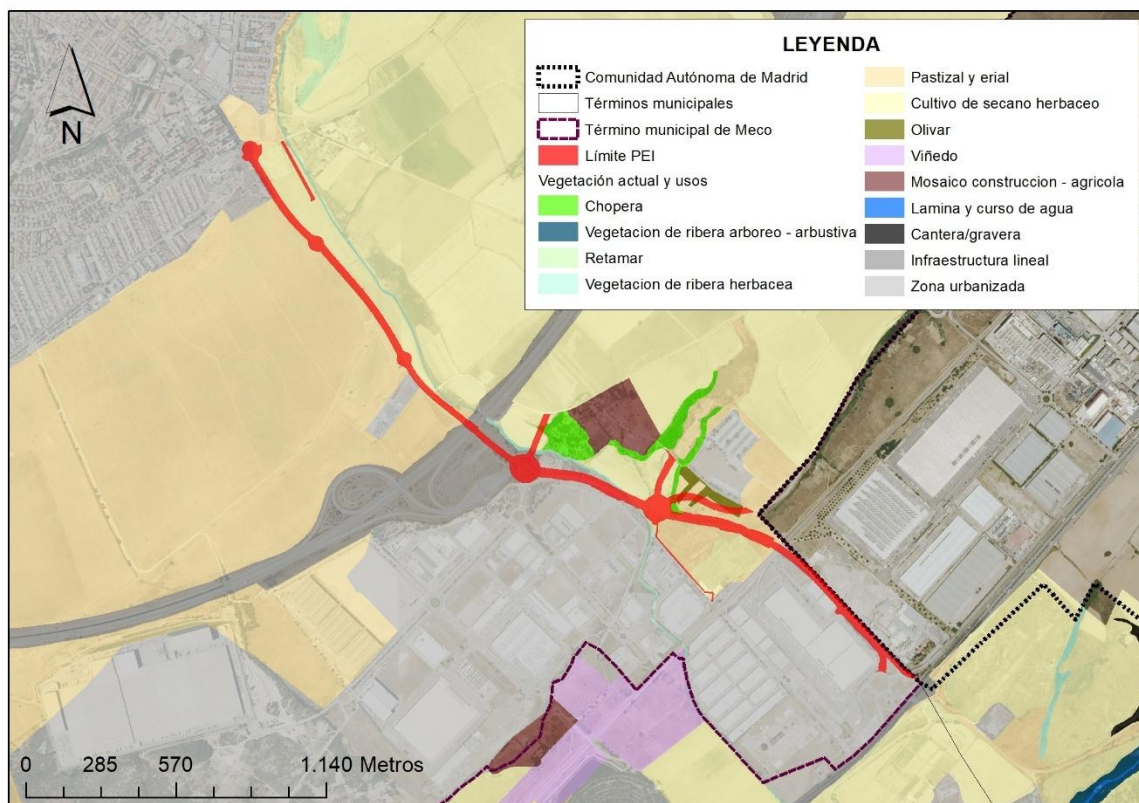 LEYENDA
Comunidad Autónoma de Madrid
Términos municipales
Término municipal de Meco
Límite PEI
Vegetación actual y usos
Chopera
Vegetacion de ribera arboreo - arbustiva
Retamar
Vegetacion de ribera herbacea
Pastizal y erial
Cultivo de secano herbaceo
Olivar
Viñedo
Mosaico construccion - agricola
Lamina y curso de agua
Cantera/gravera
Infraestructura lineal
Zona urbanizada
N
0 285 570 1.140 Metros